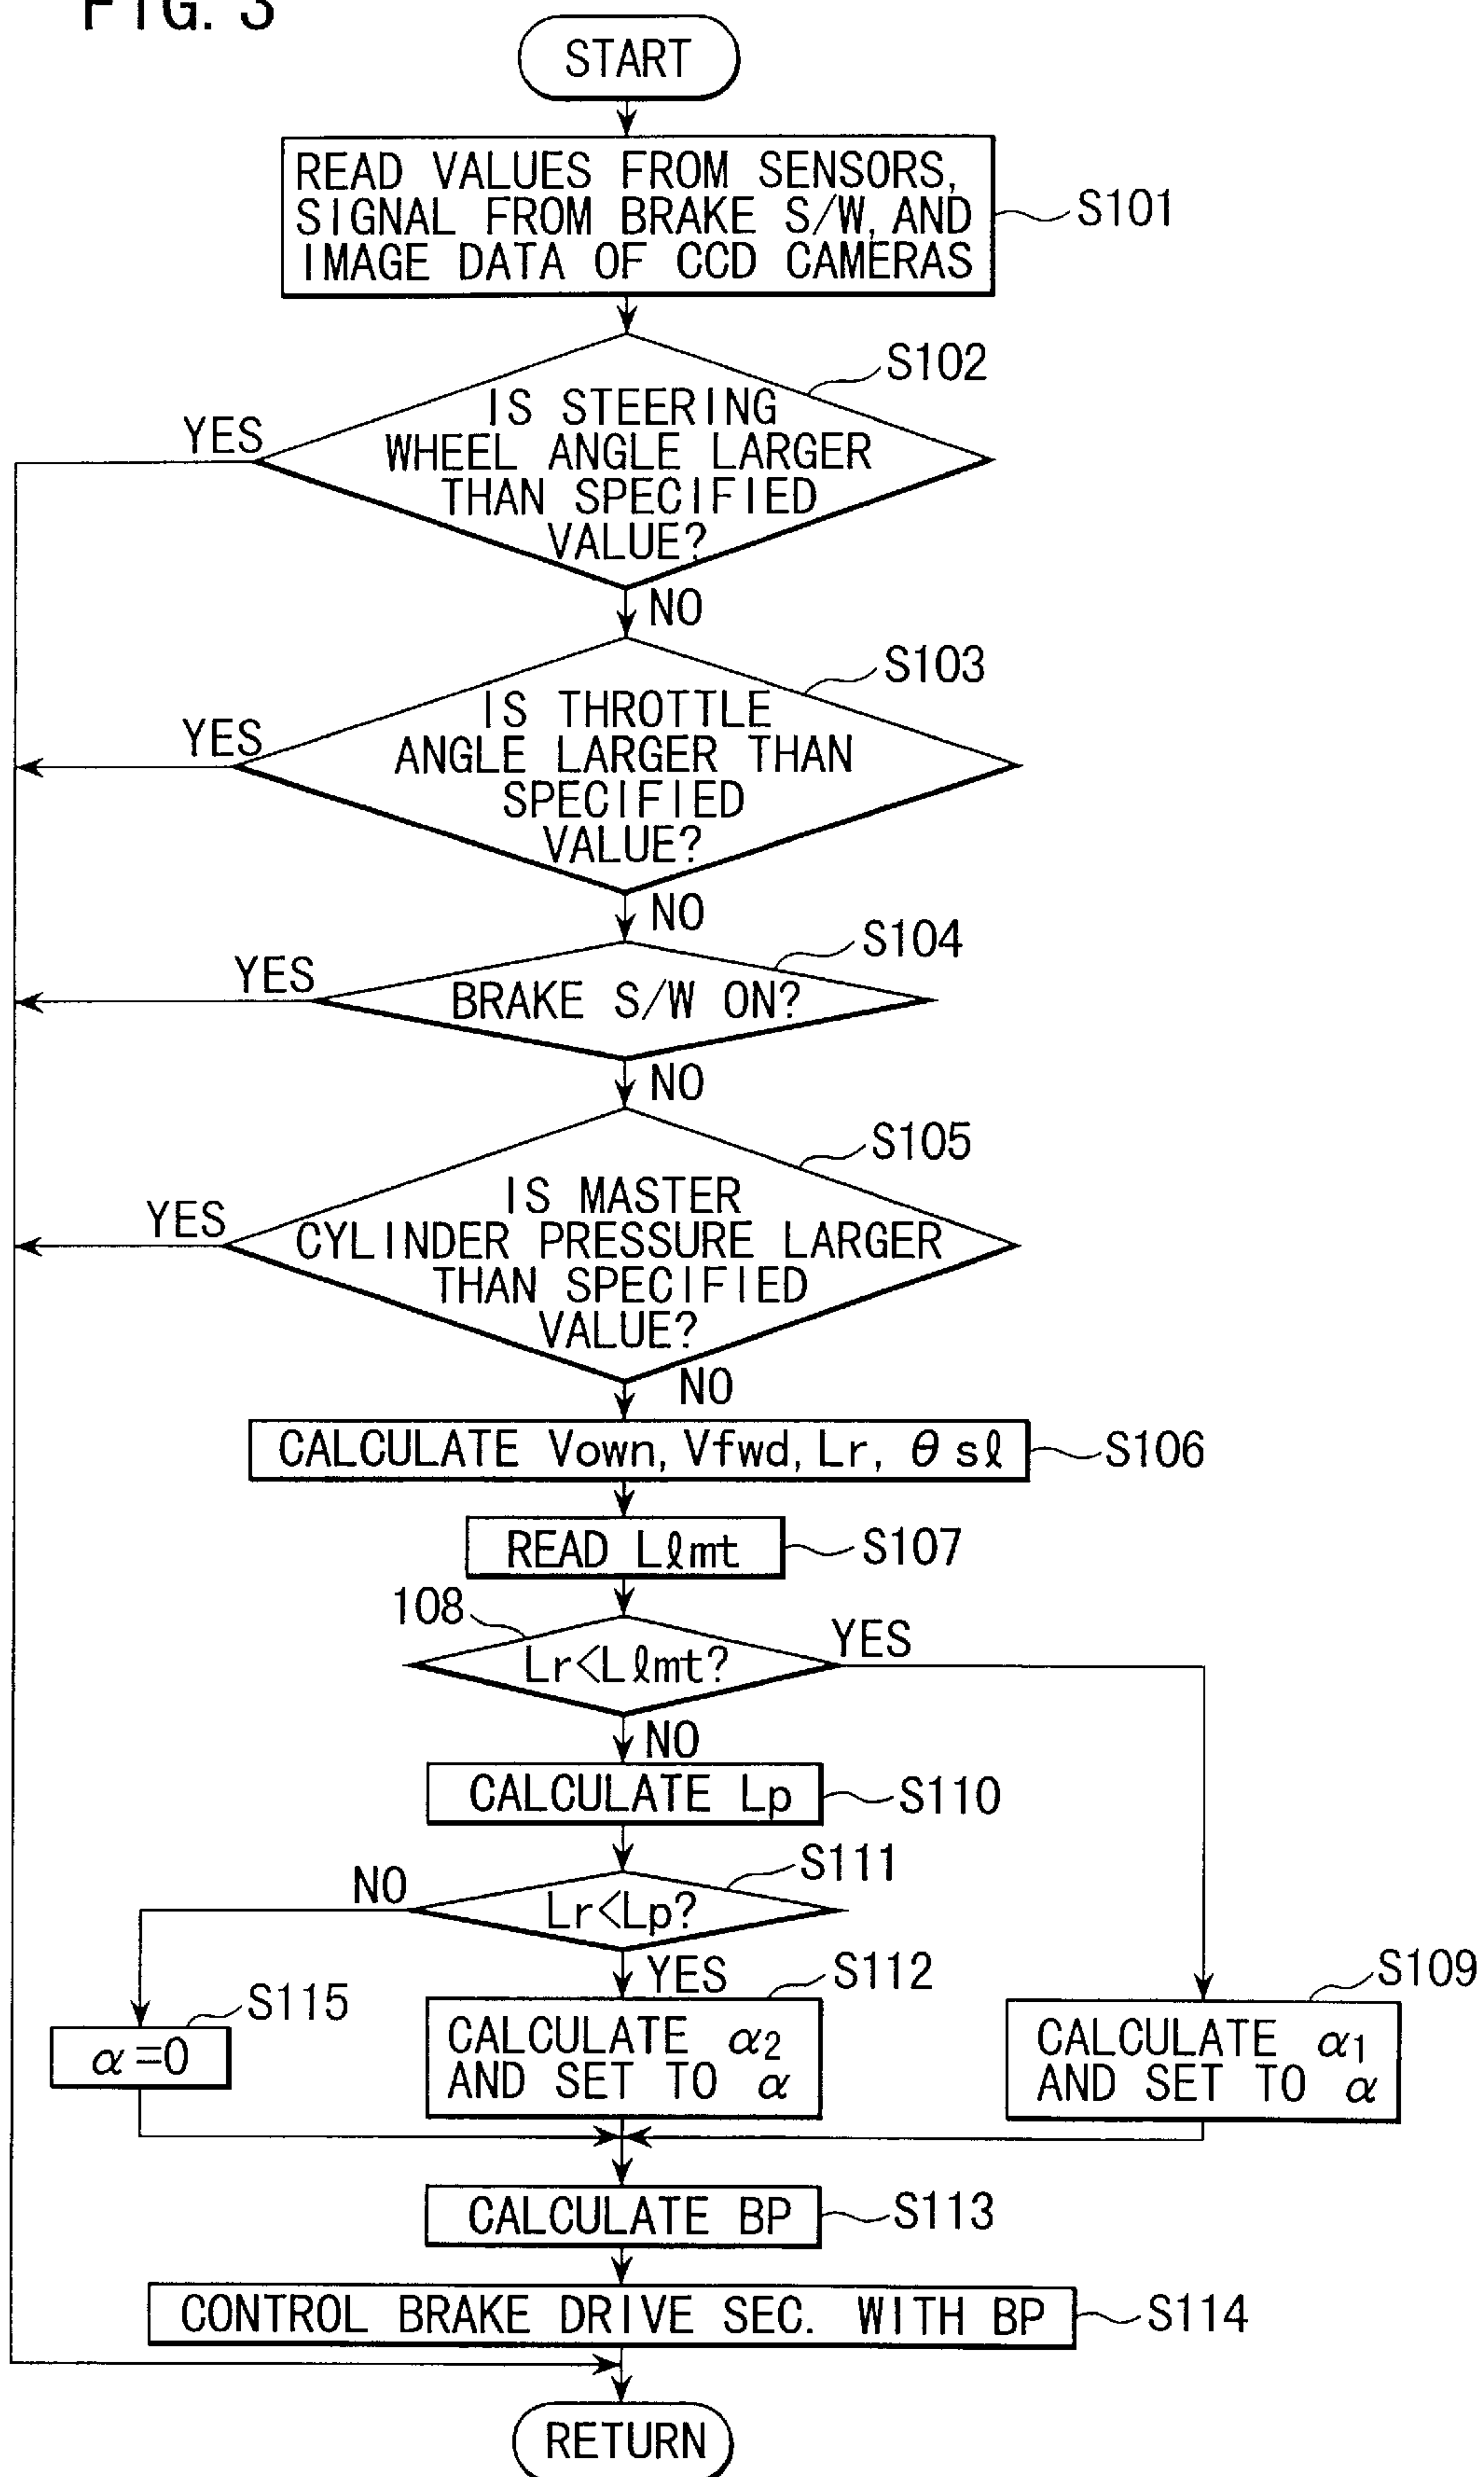 FIG. 3
START
READ VALUES FROM SENSORS,
SIGNAL FROM BRAKE S/W, AND
IMAGE DATA OF CCD CAMERAS
S101
S102
IS STEERING
WHEEL ANGLE LARGER
THAN SPECIFIED
VALUE?
YES
NO
S103
IS THROTTLE
ANGLE LARGER THAN
SPECIFIED
VALUE?
YES
NO
S104
BRAKE S/W ON?
YES
NO
S105
IS MASTER
CYLINDER PRESSURE LARGER
THAN SPECIFIED
VALUE?
YES
NO
CALCULATE Vown, Vfwd, Lr, θsℓ
S106
READ Lℓmt
S107
108
Lr<Lℓmt?
YES
NO
CALCULATE Lp
S110
S111
Lr<Lp?
NO
YES
S115
α=0
S112
CALCULATE α2
AND SET TO α
S109
CALCULATE α1
AND SET TO α
CALCULATE BP
S113
CONTROL BRAKE DRIVE SEC. WITH BP
S114
RETURN